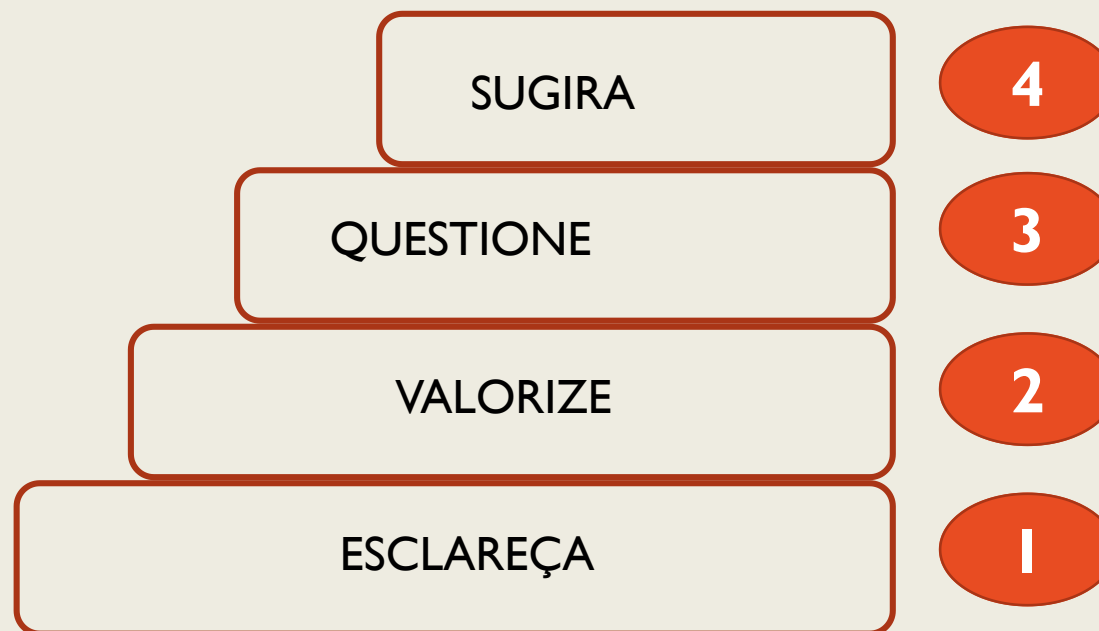 SUGIRA
4
QUESTIONE
3
VALORIZE
2
ESCLAREÇA
1